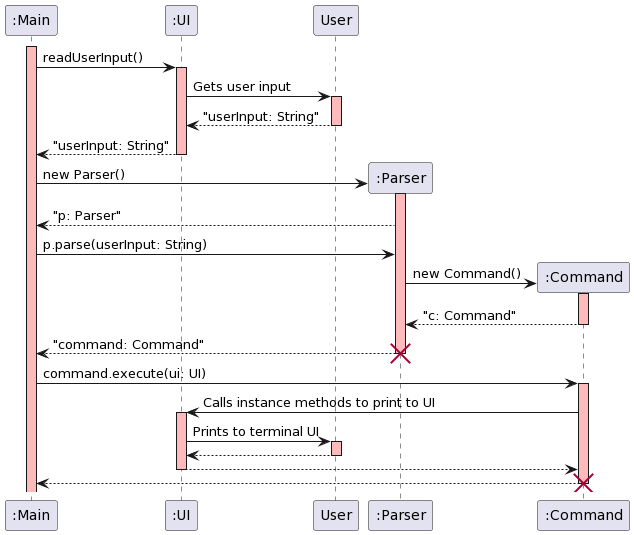 :Main :UI User
readUserInput()
Gets user input
"userInput: String"
"userInput: String"
new Parser()
:Parser
"p: Parser"
p.parse(userInput: String)
new Command()
:Command
"c: Command"
"command: Command"
command.execute(ui: UI)
Calls instance methods to print to UI
Prints to terminal UI
:Main :UI User :Parser :Command